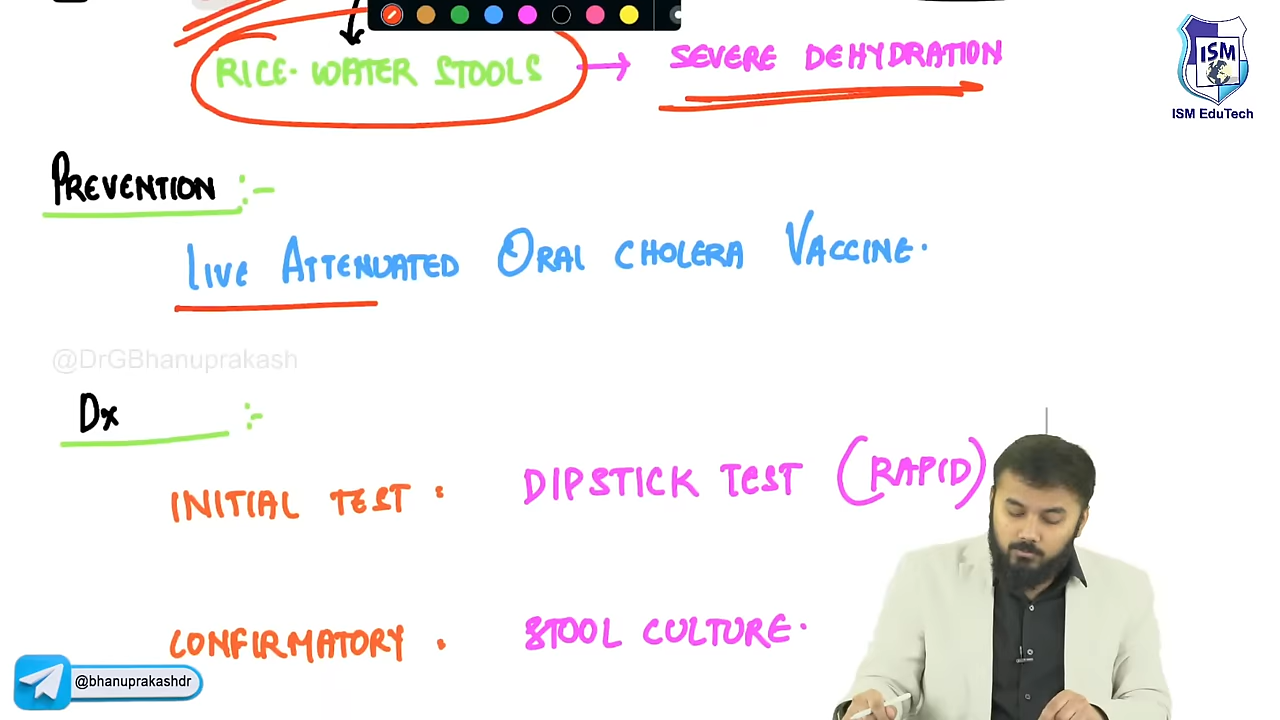 RICE-WATER STOOLS → SEVERE DEHYDRATION
ISM
ISM EduTech
PREVENTION :-
LIVE ATTENUATED ORAL CHOLERA VACCINE.
@DrGBhanuprakash
Dx :-
INITIAL TEST : DIPSTICK TEST (RAPID)
CONFIRMATORY : STOOL CULTURE.
@bhanuprakashdr